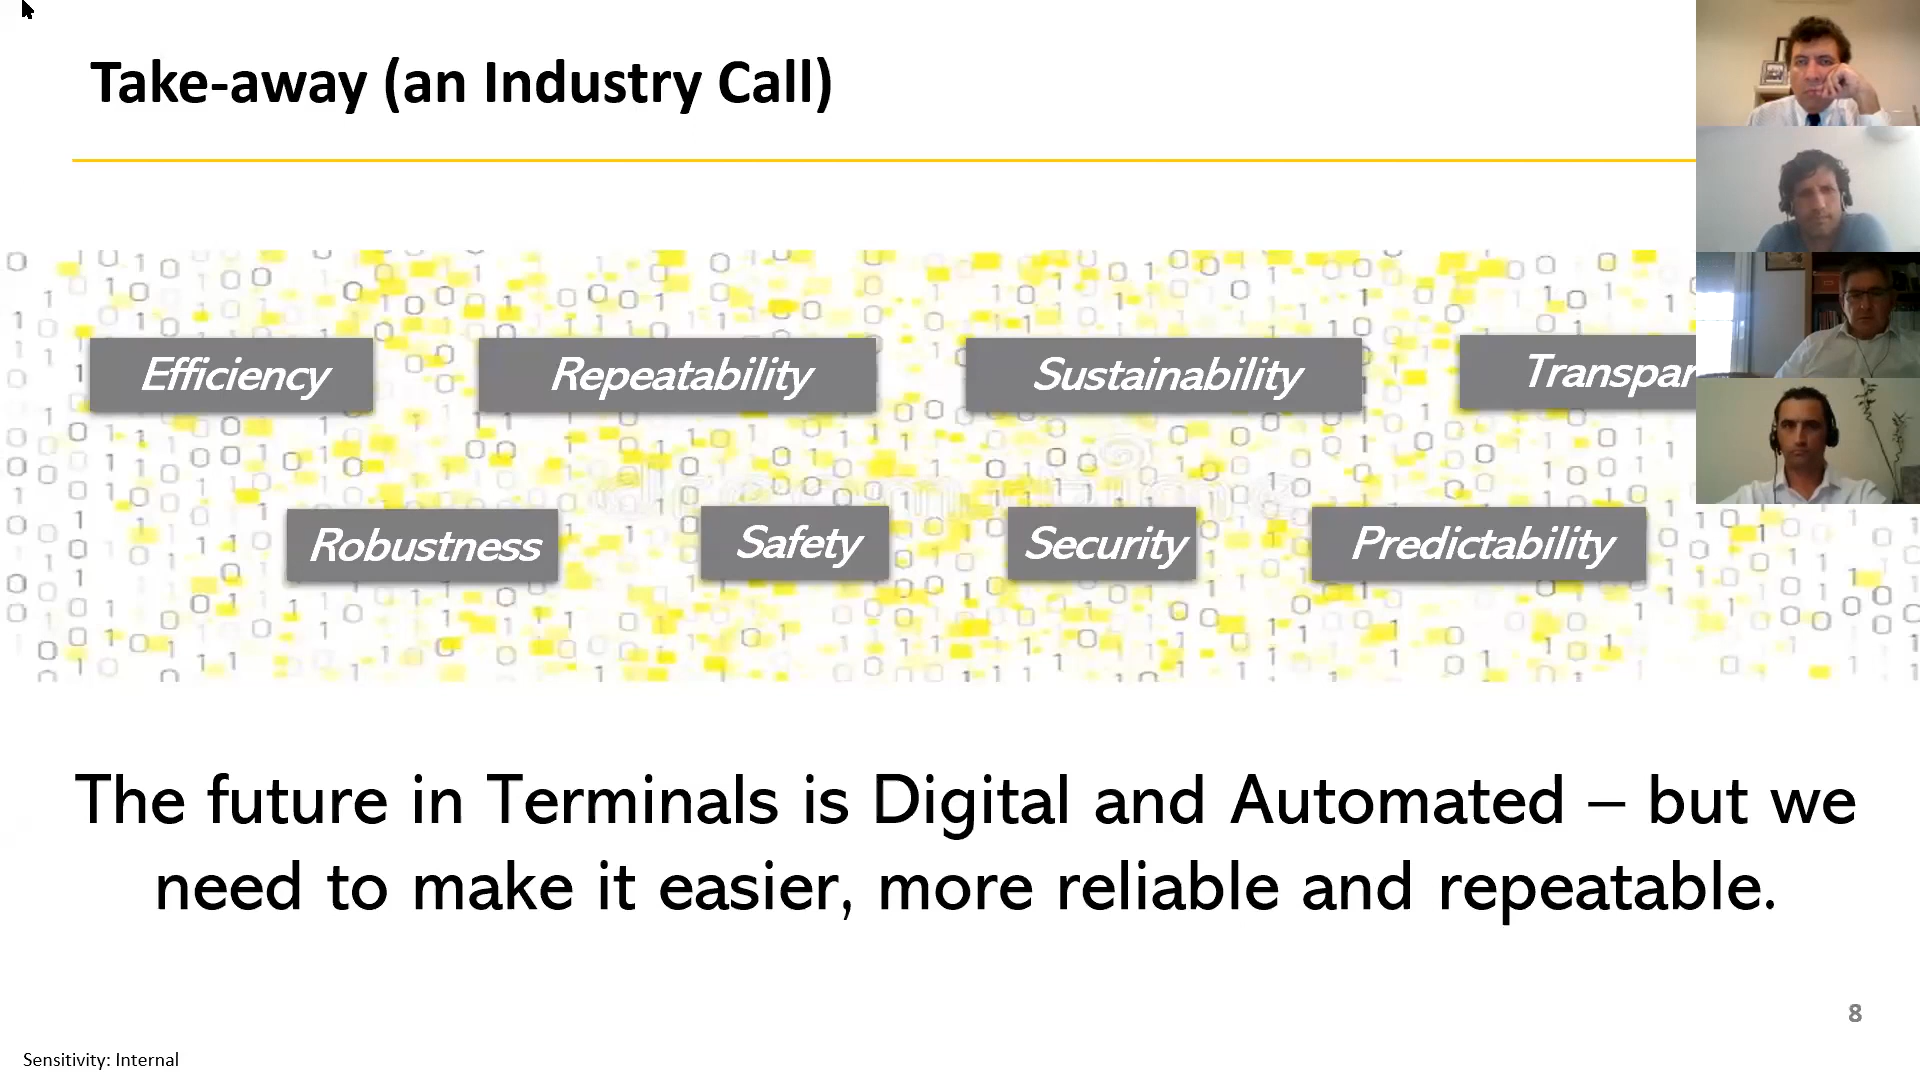 Take-away (an Industry Call)
Efficiency Repeatability Sustainability Transpar
Robustness Safety Security Predictability
The future in Terminals is Digital and Automated – but we
need to make it easier, more reliable and repeatable.
8
Sensitivity: Internal